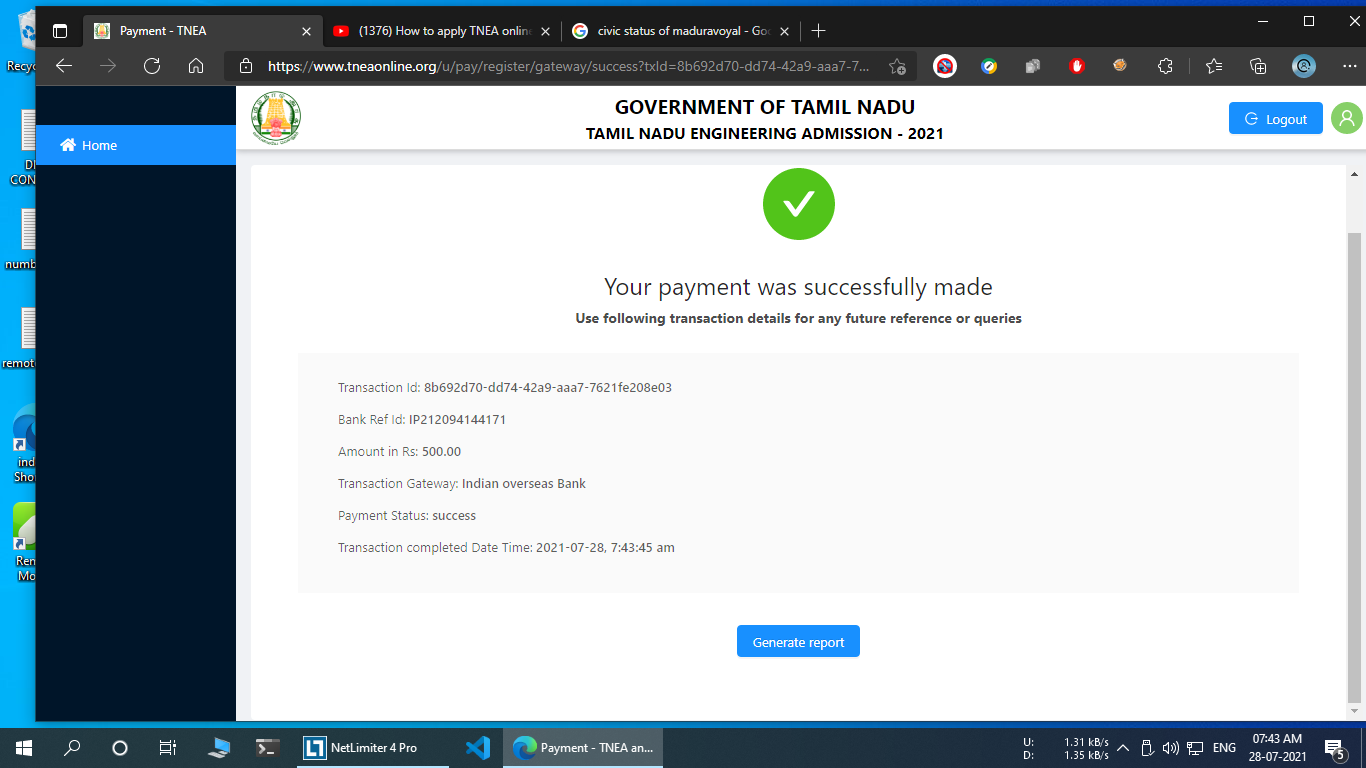 Payment - TNEA
(1376) How to apply TNEA online
civic status of maduravoyal - Goo
https://www.tneaonline.org/u/pay/register/gateway/success?txId=8b692d70-dd74-42a9-aaa7-7...
Recyc
DI
CON
numb
remot
ind
Sho
Ren
Mo
Home
GOVERNMENT OF TAMIL NADU
TAMIL NADU ENGINEERING ADMISSION - 2021
Logout
Your payment was successfully made
Use following transaction details for any future reference or queries
Transaction Id: 8b692d70-dd74-42a9-aaa7-7621fe208e03
Bank Ref Id: IP212094144171
Amount in Rs: 500.00
Transaction Gateway: Indian overseas Bank
Payment Status: success
Transaction completed Date Time: 2021-07-28, 7:43:45 am
Generate report
NetLimiter 4 Pro
Payment - TNEA an...
U: 1.31 kB/s
D: 1.35 kB/s
ENG
07:43 AM
28-07-2021
5